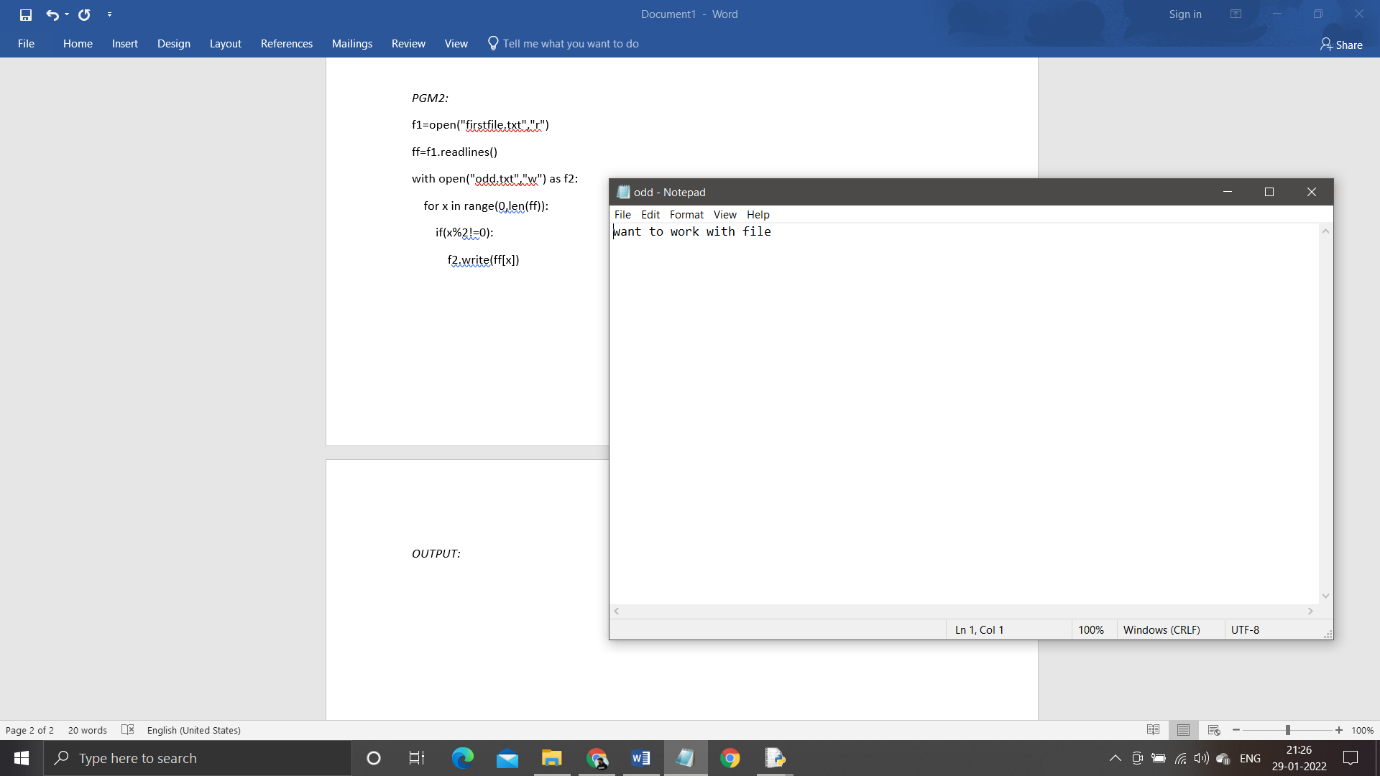 Document1 - Word
Sign in
File Home Insert Design Layout References Mailings Review View Tell me what you want to do
Share
PGM2:
f1=open("firstfile.txt","r")
ff=f1.readlines()
with open("odd.txt","w") as f2:
for x in range(0,len(ff)):
if(x%2!=0):
f2.write(ff[x])
OUTPUT:
odd - Notepad
File Edit Format View Help
want to work with file
Ln 1, Col 1 100% Windows (CRLF) UTF-8
Page 2 of 2 20 words English (United States)
100%
Type here to search
ENG
21:26
29-01-2022